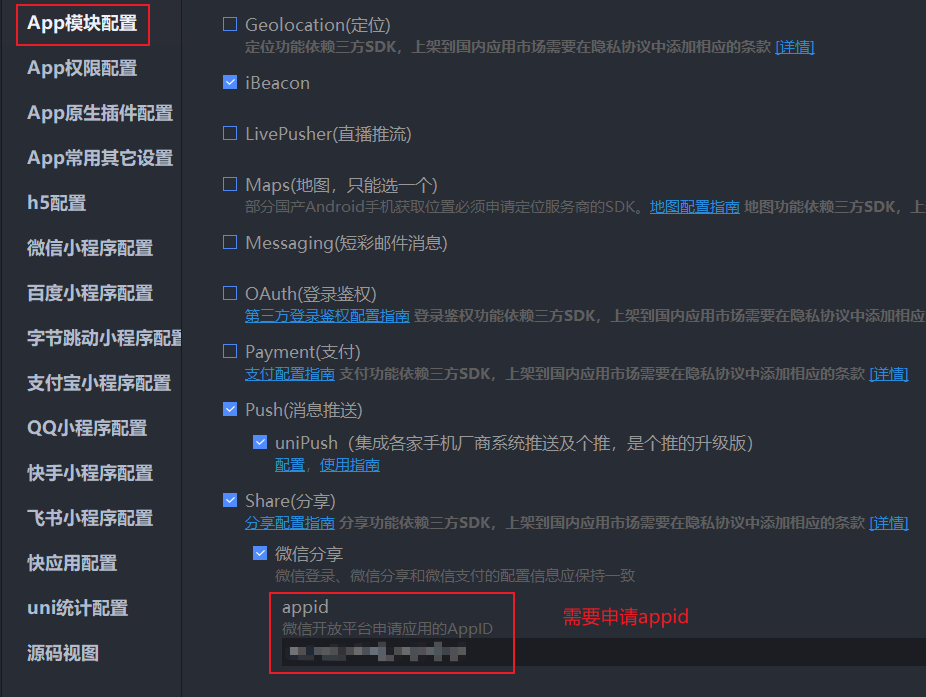 App模块配置
App权限配置
App原生插件配置
App常用其它设置
h5配置
微信小程序配置
百度小程序配置
字节跳动小程序配置
支付宝小程序配置
QQ小程序配置
快手小程序配置
飞书小程序配置
快应用配置
uni统计配置
源码视图
Geolocation(定位)
定位功能依赖三方SDK，上架到国内应用市场需要在隐私协议中添加相应的条款 [详情]
iBeacon
LivePusher(直播推流)
Maps(地图，只能选一个)
部分国产Android手机获取位置必须申请定位服务商的SDK。地图配置指南 地图功能依赖三方SDK，上
Messaging(短彩邮件消息)
OAuth(登录鉴权)
第三方登录鉴权配置指南 登录鉴权功能依赖三方SDK，上架到国内应用市场需要在隐私协议中添加相应
Payment(支付)
支付配置指南 支付功能依赖三方SDK，上架到国内应用市场需要在隐私协议中添加相应的条款 [详情]
Push(消息推送)
uniPush（集成各家手机厂商系统推送及个推，是个推的升级版）
配置，使用指南
Share(分享)
分享配置指南 分享功能依赖三方SDK，上架到国内应用市场需要在隐私协议中添加相应的条款 [详情]
微信分享
微信登录、微信分享和微信支付的配置信息应保持一致
appid
微信开放平台申请应用的AppID
需要申请appid